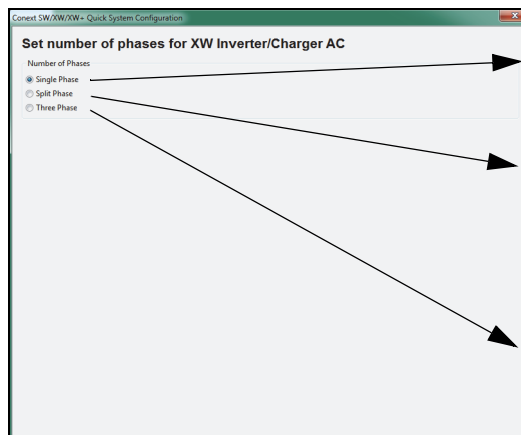 Conext SW/XW/XW+ Quick System Configuration
Set number of phases for XW Inverter/Charger AC
Number of Phases
Single Phase
Split Phase
Three Phase